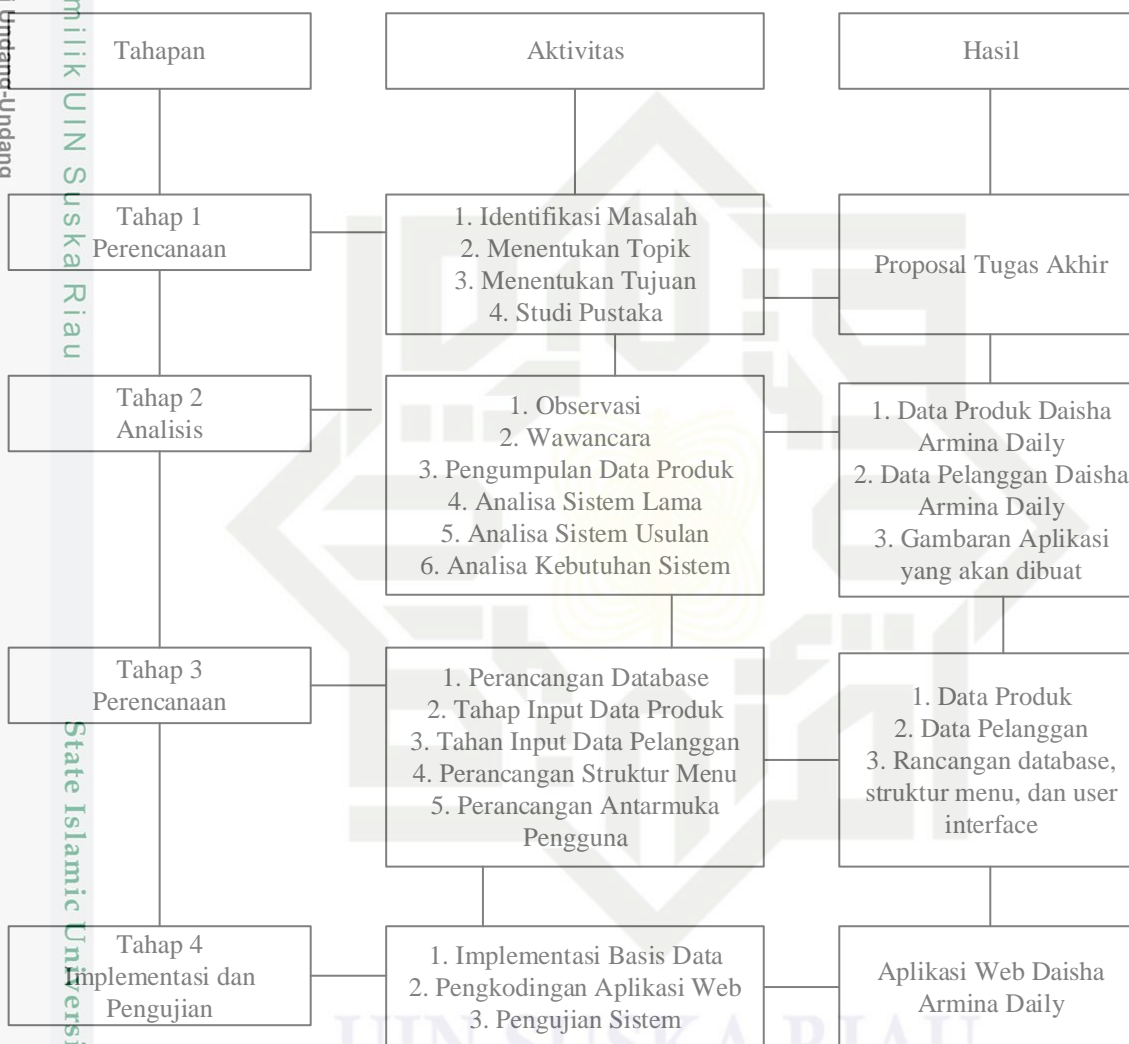 milik UIN Suska Riau
Undang-Undang
State Islamic Universi
Tahapan
Aktivitas
Hasil
Tahap 1
Perencanaan
1. Identifikasi Masalah
2. Menentukan Topik
3. Menentukan Tujuan
4. Studi Pustaka
Proposal Tugas Akhir
Tahap 2
Analisis
1. Observasi
2. Wawancara
3. Pengumpulan Data Produk
4. Analisa Sistem Lama
5. Analisa Sistem Usulan
6. Analisa Kebutuhan Sistem
1. Data Produk Daisha
Armina Daily
2. Data Pelanggan Daisha
Armina Daily
3. Gambaran Aplikasi
yang akan dibuat
Tahap 3
Perencanaan
1. Perancangan Database
2. Tahap Input Data Produk
3. Tahan Input Data Pelanggan
4. Perancangan Struktur Menu
5. Perancangan Antarmuka
Pengguna
1. Data Produk
2. Data Pelanggan
3. Rancangan database,
struktur menu, dan user
interface
Tahap 4
Implementasi dan
Pengujian
1. Implementasi Basis Data
2. Pengkodingan Aplikasi Web
3. Pengujian Sistem
Aplikasi Web Daisha
Armina Daily
UIN SUSKA RIAU